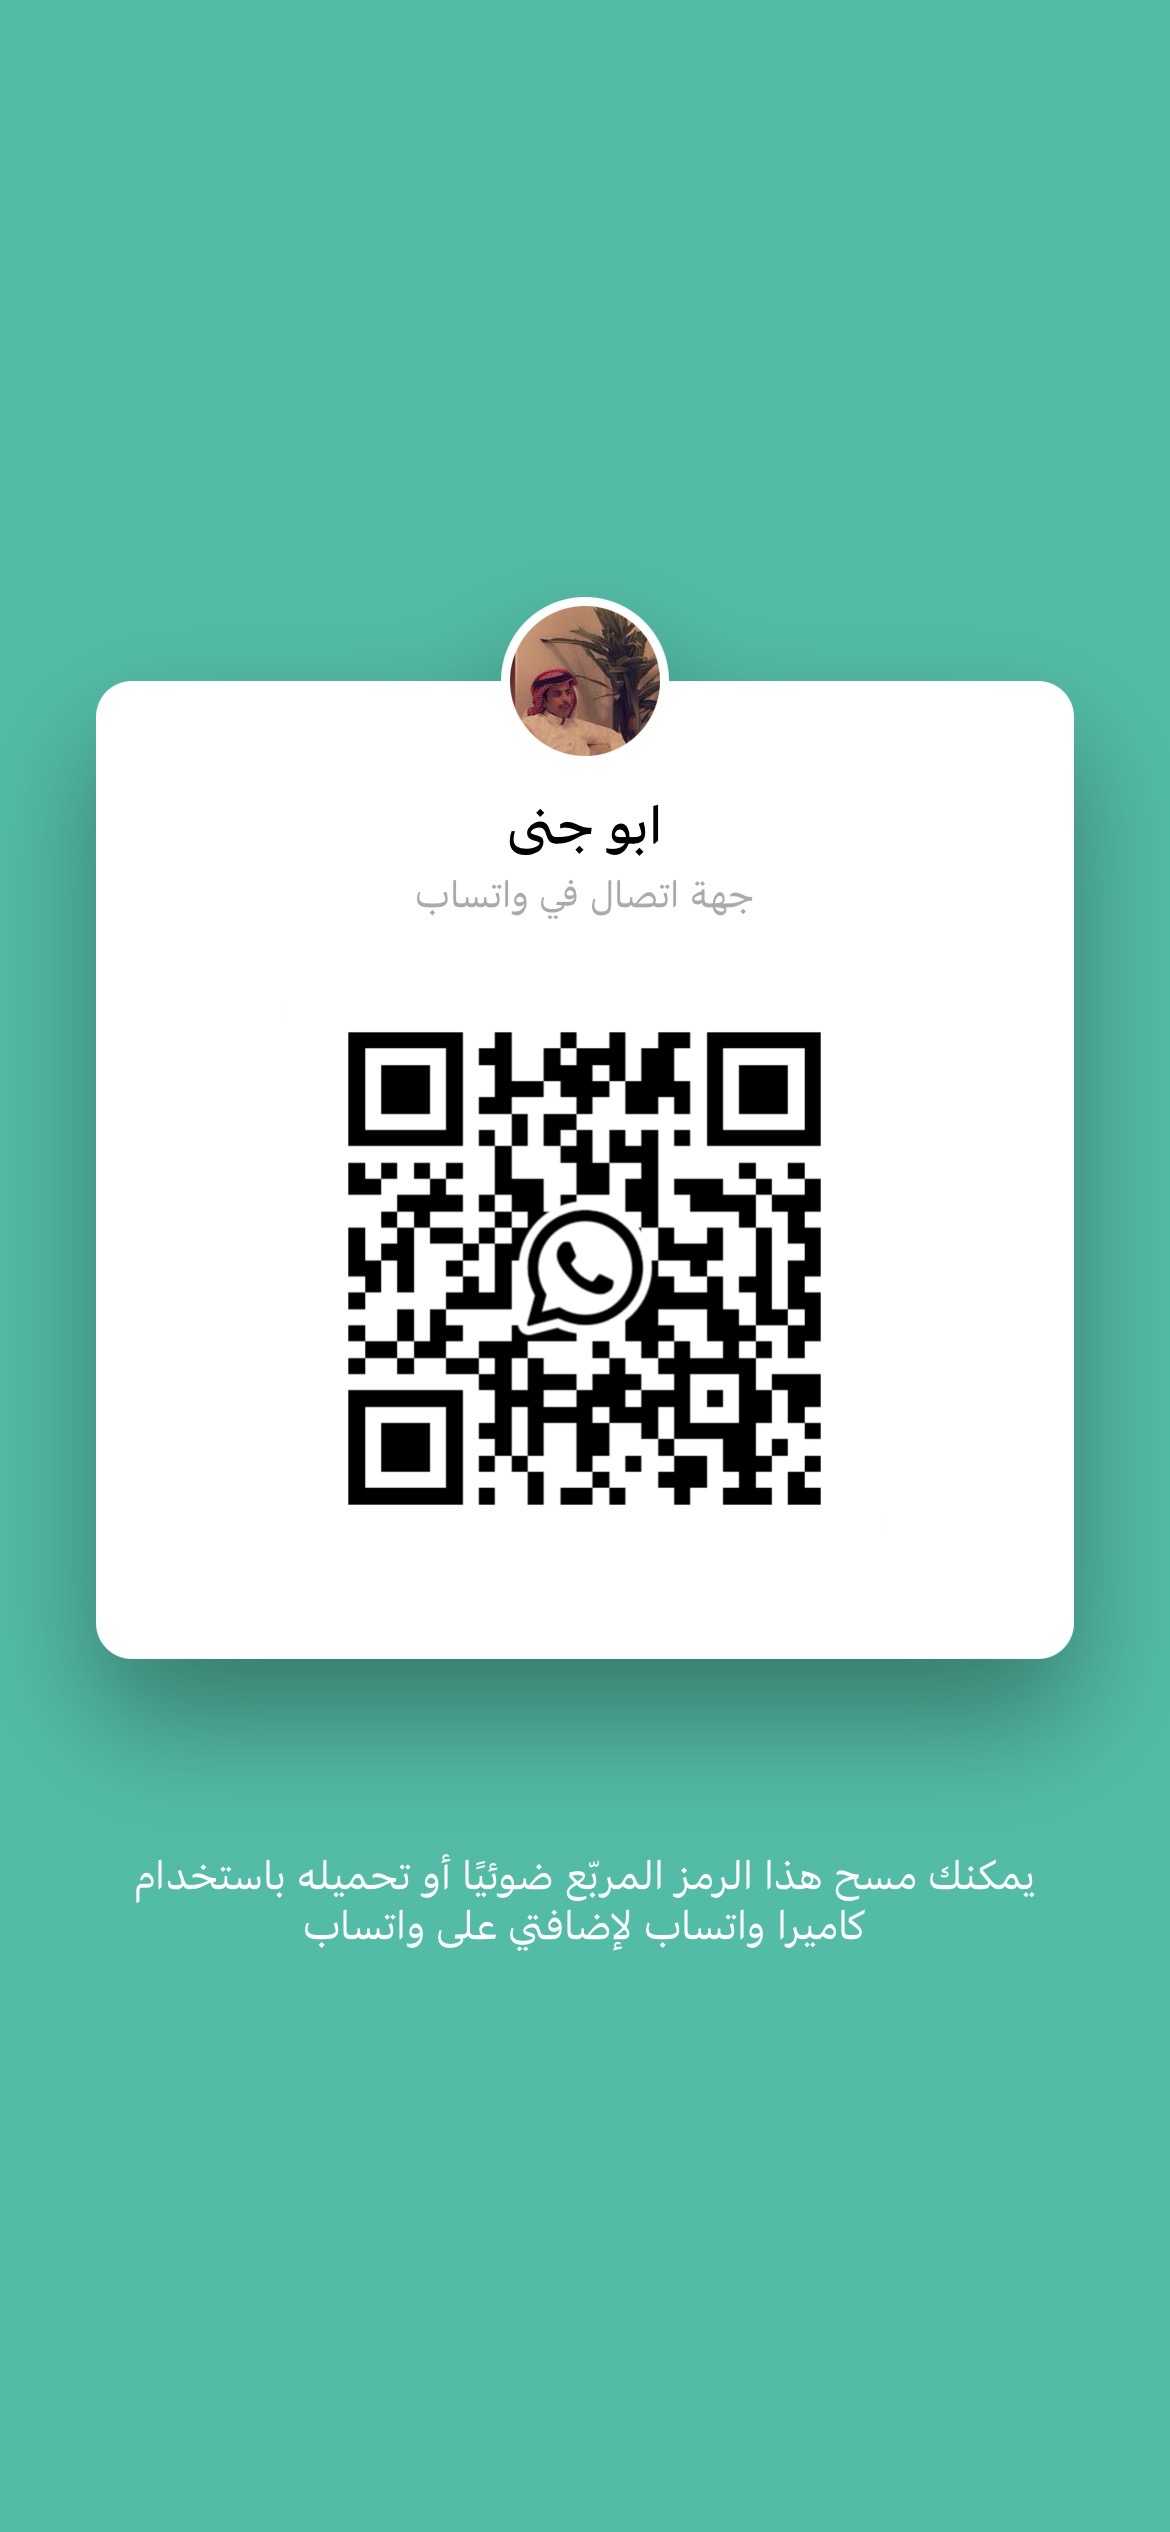 ابو جنى
جهة اتصال في واتساب
يمكنك مسح هذا الرمز المربّع ضوئيًا أو تحميله باستخدام
كاميرا واتساب لإضافتي على واتساب